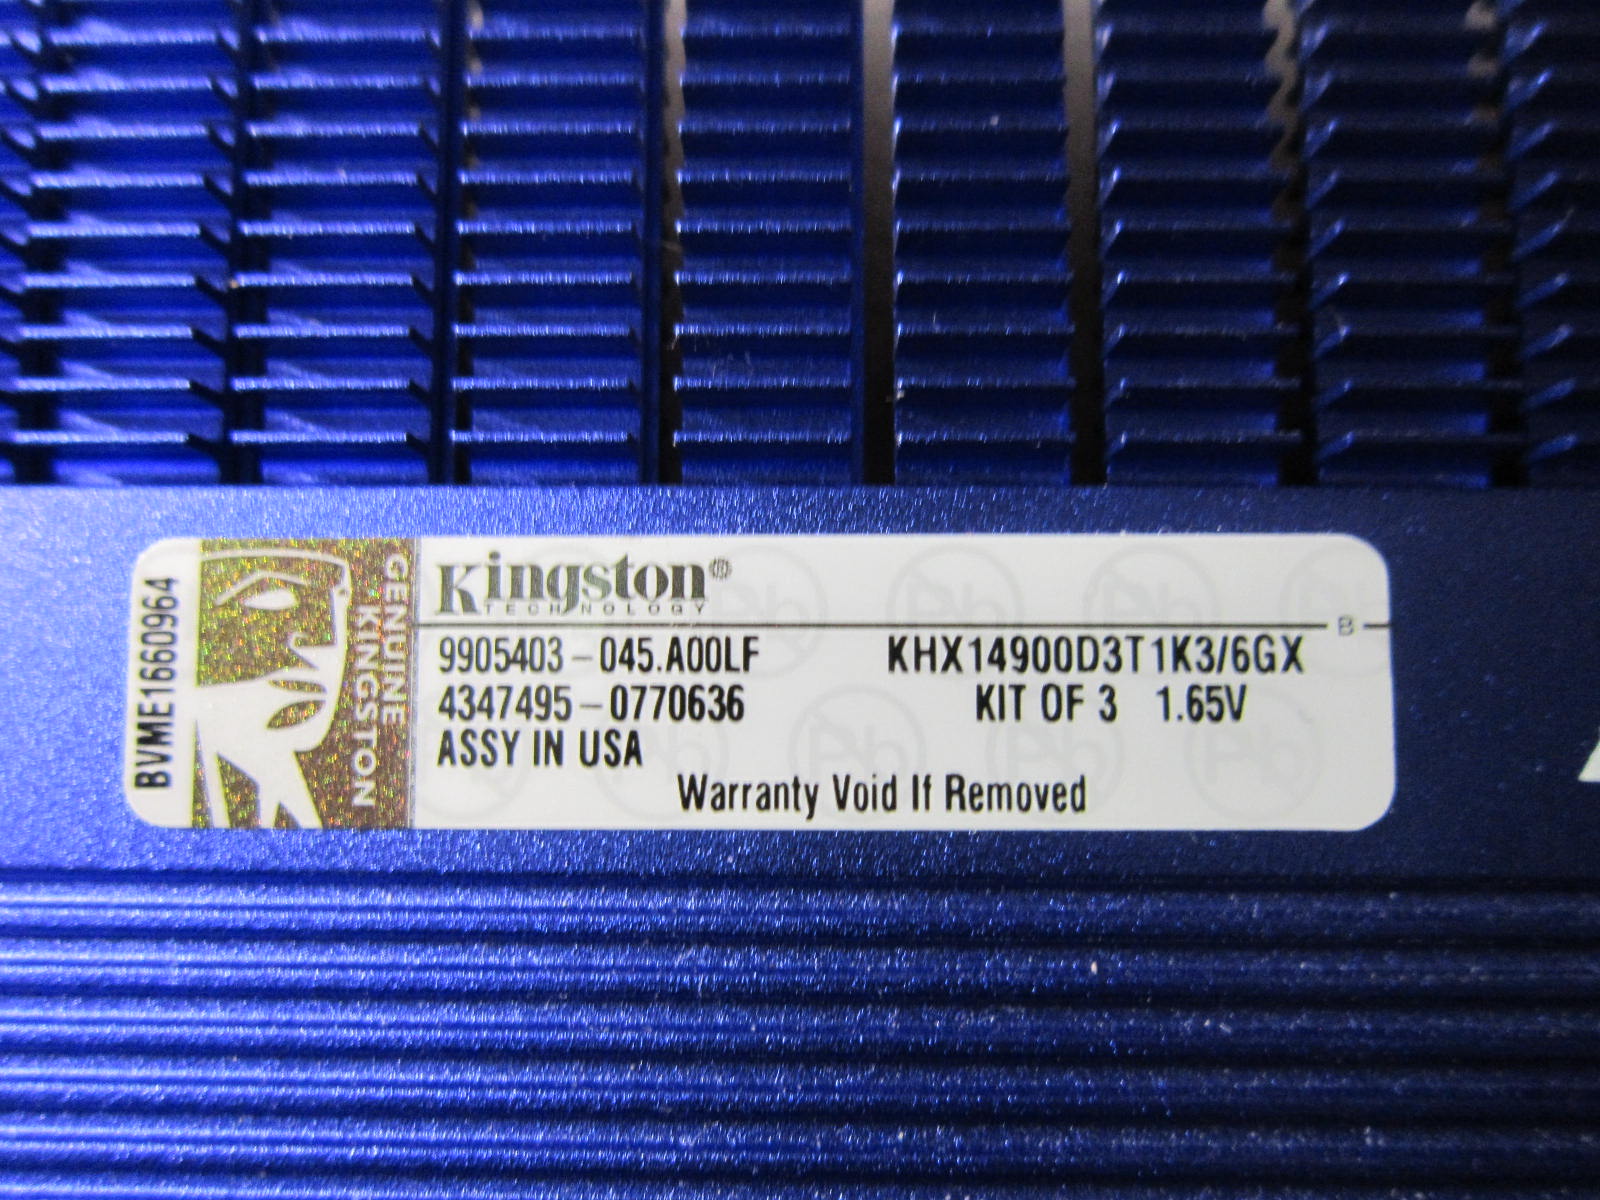 BVME1660964
GENUINE
KINGSTON
Kingston®
TECHNOLOGY
B
9905403-045.A00LF KHX14900D3T1K3/6GX
4347495-0770636 KIT OF 3 1.65V
ASSY IN USA
Warranty Void If Removed